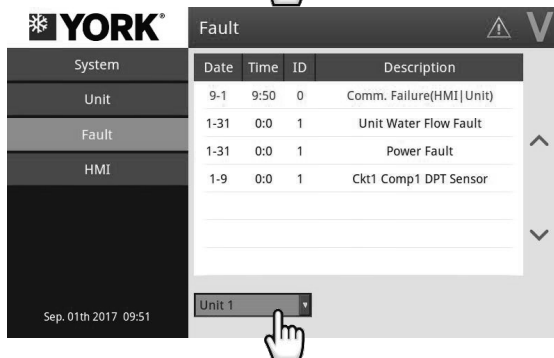 YORK®
Fault
V
System
Unit
Fault
HMI
Date Time ID Description
9-1 9:50 0 Comm. Failure(HMI|Unit)
1-31 0:0 1 Unit Water Flow Fault
1-31 0:0 1 Power Fault
1-9 0:0 1 Ckt1 Comp1 DPT Sensor
Unit 1
Sep. 01th 2017 09:51